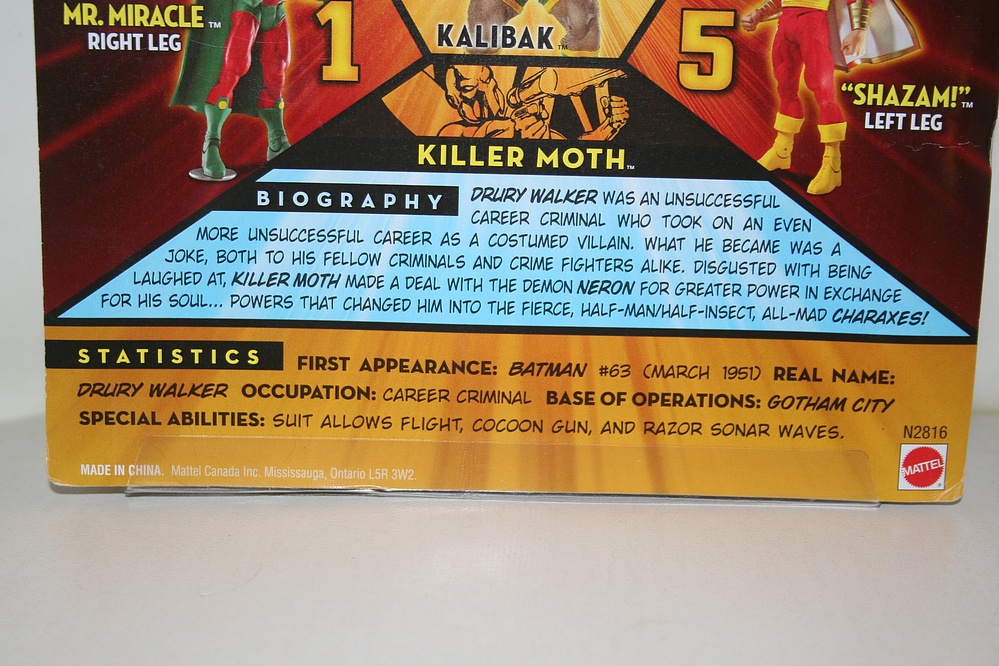 MR. MIRACLE™
RIGHT LEG
1
KALIBAK™
5
"SHAZAM!"™
LEFT LEG
KILLER MOTH™
BIOGRAPHY
DRURY WALKER WAS AN UNSUCCESSFUL
CAREER CRIMINAL WHO TOOK ON AN EVEN
MORE UNSUCCESSFUL CAREER AS A COSTUMED VILLAIN. WHAT HE BECAME WAS A
JOKE, BOTH TO HIS FELLOW CRIMINALS AND CRIME FIGHTERS ALIKE. DISGUSTED WITH BEING
LAUGHED AT, KILLER MOTH MADE A DEAL WITH THE DEMON NERON FOR GREATER POWER IN EXCHANGE
FOR HIS SOUL... POWERS THAT CHANGED HIM INTO THE FIERCE, HALF-MAN/HALF-INSECT, ALL-MAD CHARAXES!
STATISTICS FIRST APPEARANCE: BATMAN #63 (MARCH 1951) REAL NAME:
DRURY WALKER OCCUPATION: CAREER CRIMINAL BASE OF OPERATIONS: GOTHAM CITY
SPECIAL ABILITIES: SUIT ALLOWS FLIGHT, COCOON GUN, AND RAZOR SONAR WAVES.
N2816
MADE IN CHINA. Mattel Canada Inc. Mississauga, Ontario L5R 3W2.
MATTEL®